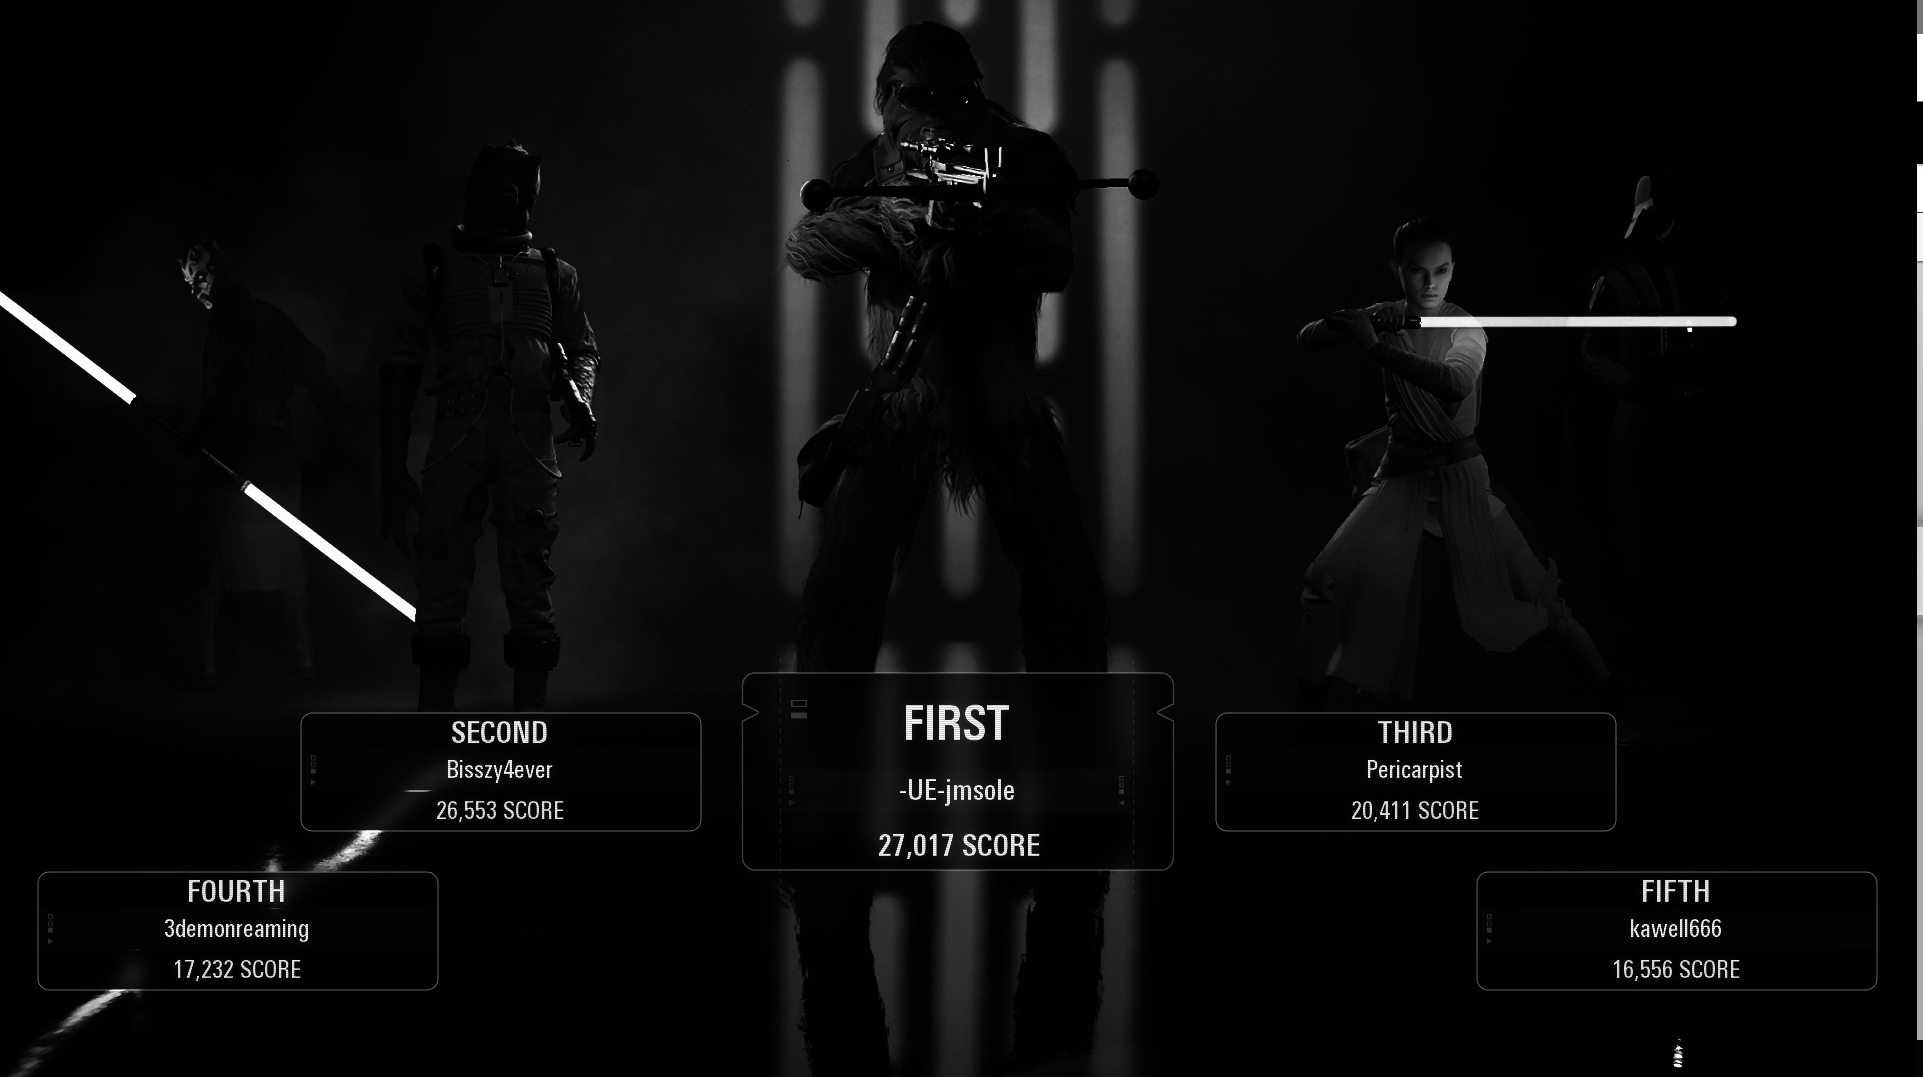 FIRST
-UE-jmsole
27,017 SCORE
SECOND
Bisszy4ever
26,553 SCORE
THIRD
Pericarpist
20,411 SCORE
FOURTH
3demonreaming
17,232 SCORE
FIFTH
kawell666
16,556 SCORE